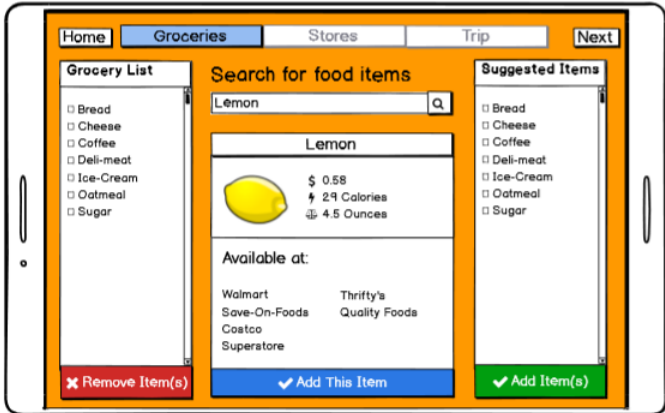 Home
Groceries
Stores
Trip
Next
Grocery List
Bread
Cheese
Coffee
Deli-meat
Ice-Cream
Oatmeal
Sugar
Remove Item(s)
Search for food items
Lemon
Lemon
$ 0.58
29 Calories
4.5 Ounces
Available at:
Walmart
Save-On-Foods
Costco
Superstore
Thrifty's
Quality Foods
Add This Item
Suggested Items
Bread
Cheese
Coffee
Deli-meat
Ice-Cream
Oatmeal
Sugar
Add Item(s)